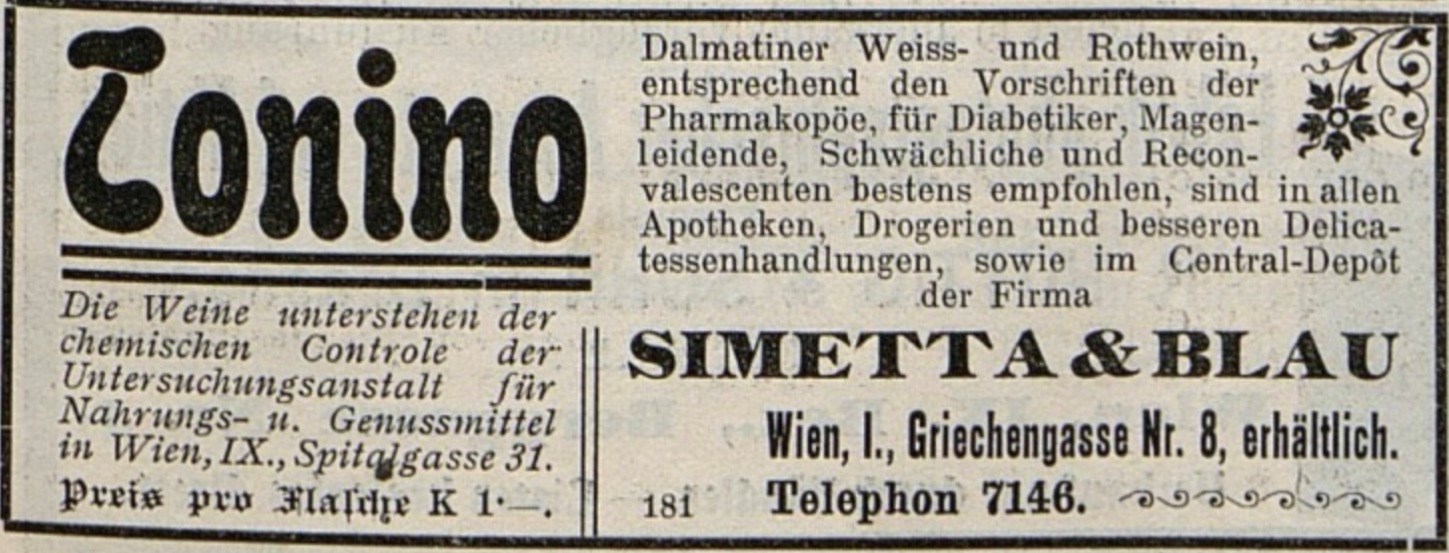 Tonino
Die Weine unterstehen der
chemischen Controle der
Untersuchungsanstalt für
Nahrungs- u. Genussmittel
in Wien, IX., Spitalgasse 31.
Preis pro Flasche K 1·—.
Dalmatiner Weiss- und Rothwein,
entsprechend den Vorschriften der
Pharmakopöe, für Diabetiker, Magen-
leidende, Schwächliche und Recon-
valescenten bestens empfohlen, sind in allen
Apotheken, Drogerien und besseren Delica-
tessenhandlungen, sowie im Central-Depôt
der Firma
SIMETTA & BLAU
Wien, I., Griechengasse Nr. 8, erhältlich.
181 Telephon 7146.